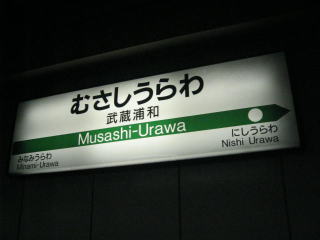 むさしうらわ
武蔵浦和
Musashi-Urawa
みなみうらわ
Minami-Urawa
にしうらわ
Nishi Urawa